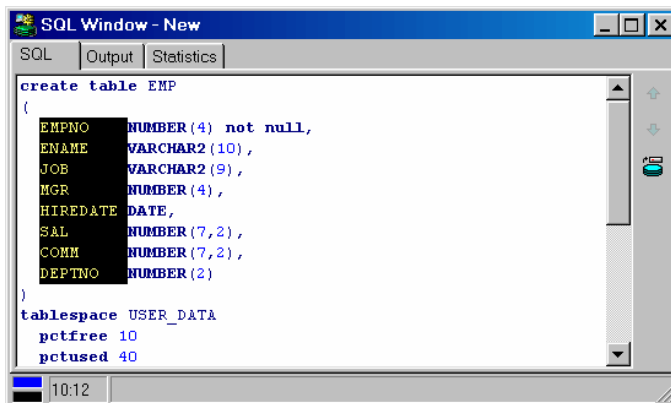 SQL Window - New
SQL Output Statistics
create table EMP
(
EMPNO NUMBER(4) not null,
ENAME VARCHAR2(10),
JOB VARCHAR2(9),
MGR NUMBER(4),
HIREDATE DATE,
SAL NUMBER(7,2),
COMM NUMBER(7,2),
DEPTNO NUMBER(2)
)
tablespace USER_DATA
pctfree 10
pctused 40
10:12